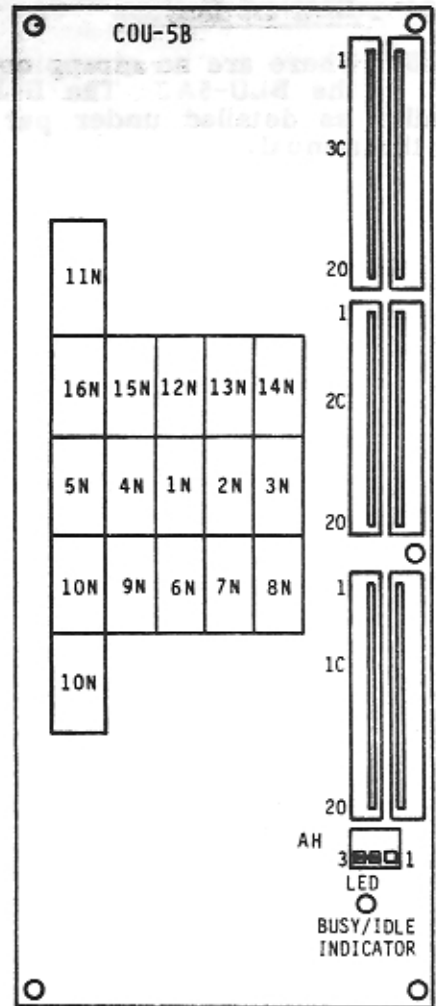 COU-5B
1
3C
20
11N
1
16N 15N 12N 13N 14N
2C
5N 4N 1N 2N 3N
20
10N 9N 6N 7N 8N
1
1C
10N
20
AH
3 1
LED
BUSY/IDLE
INDICATOR